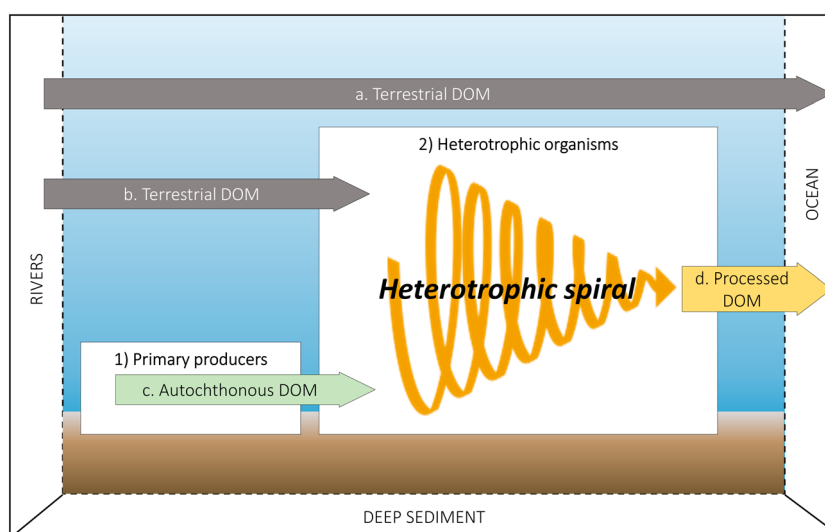 a. Terrestrial DOM
2) Heterotrophic organisms
b. Terrestrial DOM
OCEAN
RIVERS
Heterotrophic spiral
d. Processed
DOM
1) Primary producers
c. Autochthonous DOM
DEEP SEDIMENT